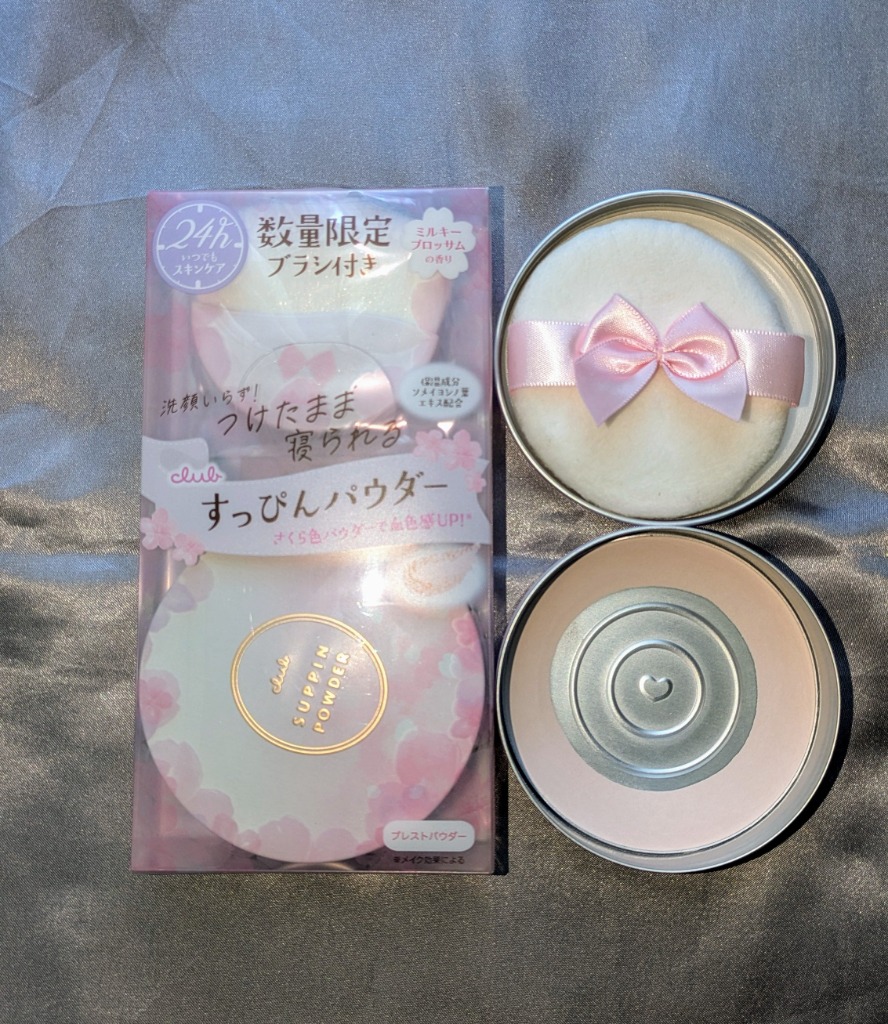 24h
いつでも
スキンケア
数量限定
ブラシ付き
ミルキー
ブロッサム
の香り
保湿成分
ソメイヨシノ葉
エキス配合
洗顔いらず!
つけたまま
寝られる
club
すっぴんパウダー
さくら色パウダーで血色感UP!※
club
SUPPIN
POWDER
プレストパウダー
※メイク効果による